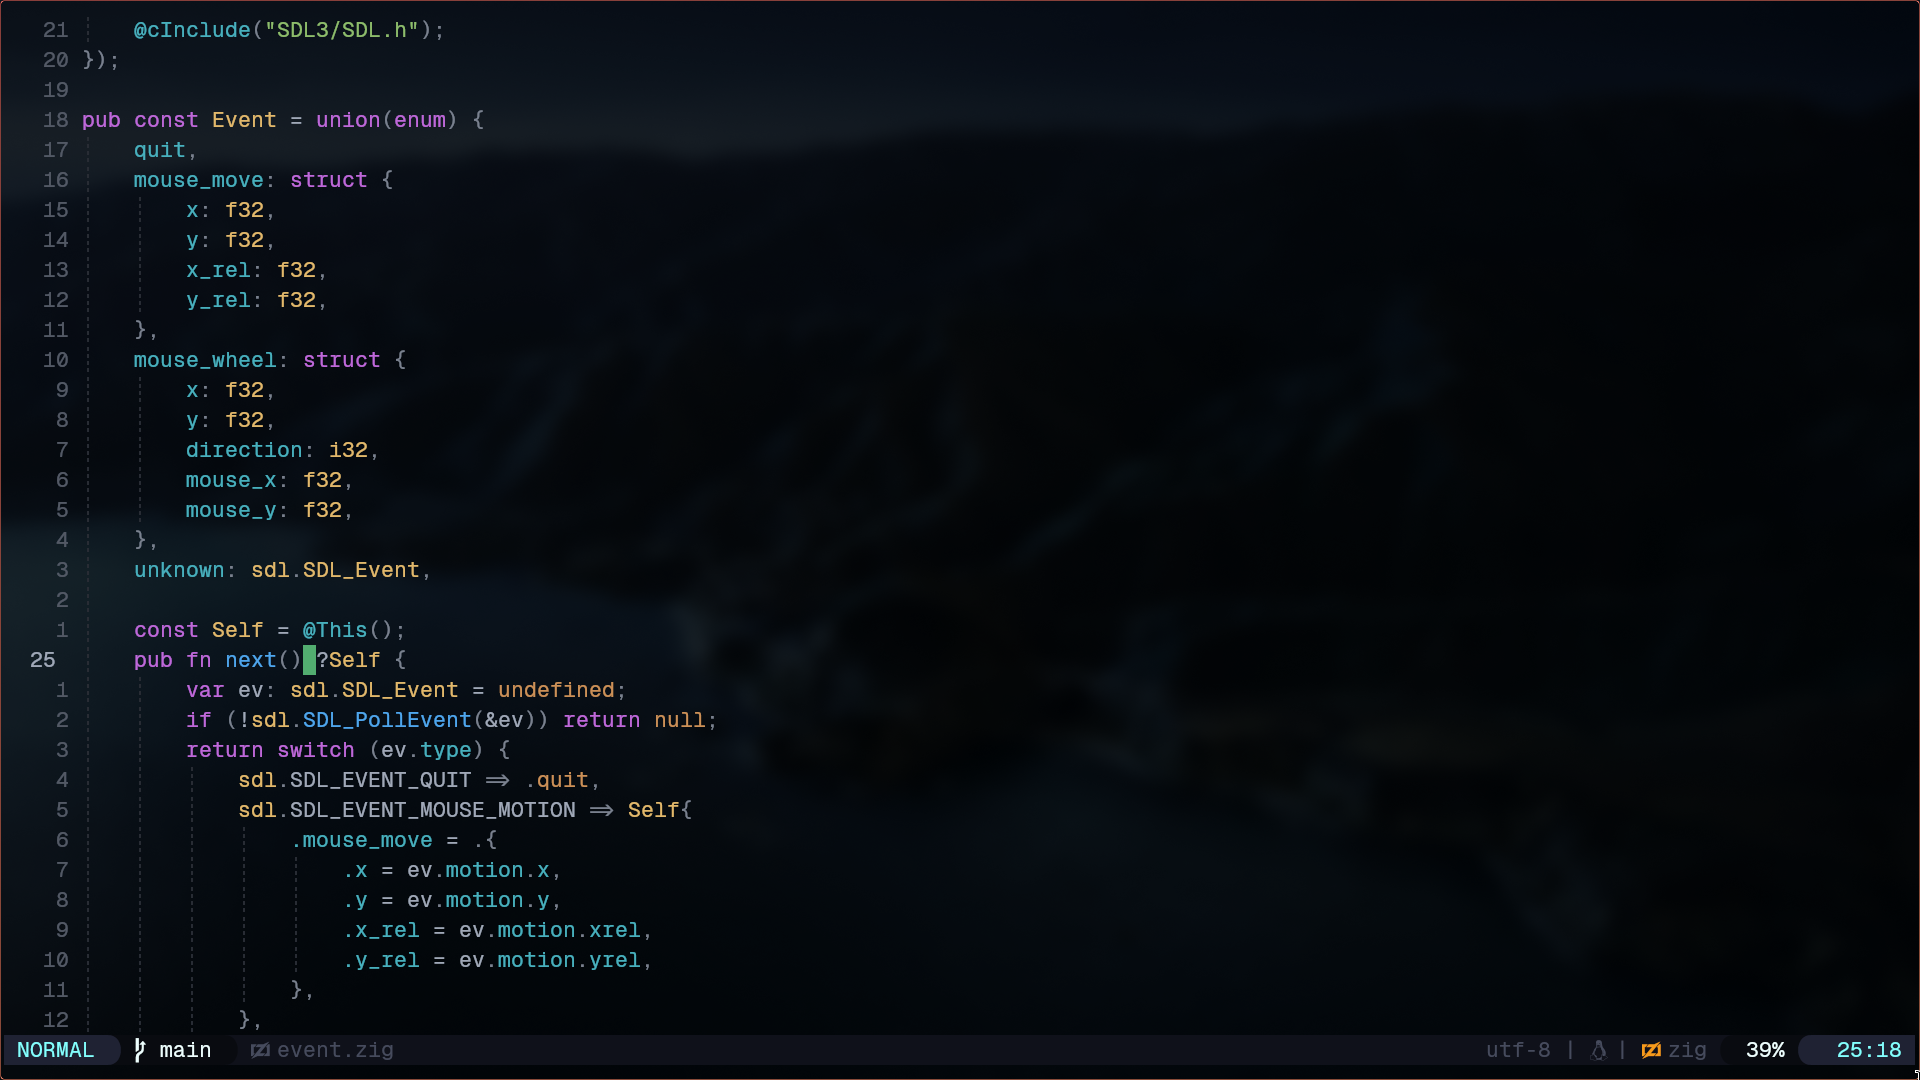 21     @cInclude("SDL3/SDL.h");
20 });
19
18 pub const Event = union(enum) {
17     quit,
16     mouse_move: struct {
15         x: f32,
14         y: f32,
13         x_rel: f32,
12         y_rel: f32,
11     },
10     mouse_wheel: struct {
9         x: f32,
8         y: f32,
7         direction: i32,
6         mouse_x: f32,
5         mouse_y: f32,
4     },
3     unknown: sdl.SDL_Event,
2
1     const Self = @This();
25     pub fn next() ?Self {
1         var ev: sdl.SDL_Event = undefined;
2         if (!sdl.SDL_PollEvent(&ev)) return null;
3         return switch (ev.type) {
4             sdl.SDL_EVENT_QUIT => .quit,
5             sdl.SDL_EVENT_MOUSE_MOTION => Self{
6                 .mouse_move = .{
7                     .x = ev.motion.x,
8                     .y = ev.motion.y,
9                     .x_rel = ev.motion.xrel,
10                     .y_rel = ev.motion.yrel,
11                 },
12             },
NORMAL main event.zig utf-8 | | zig 39% 25:18